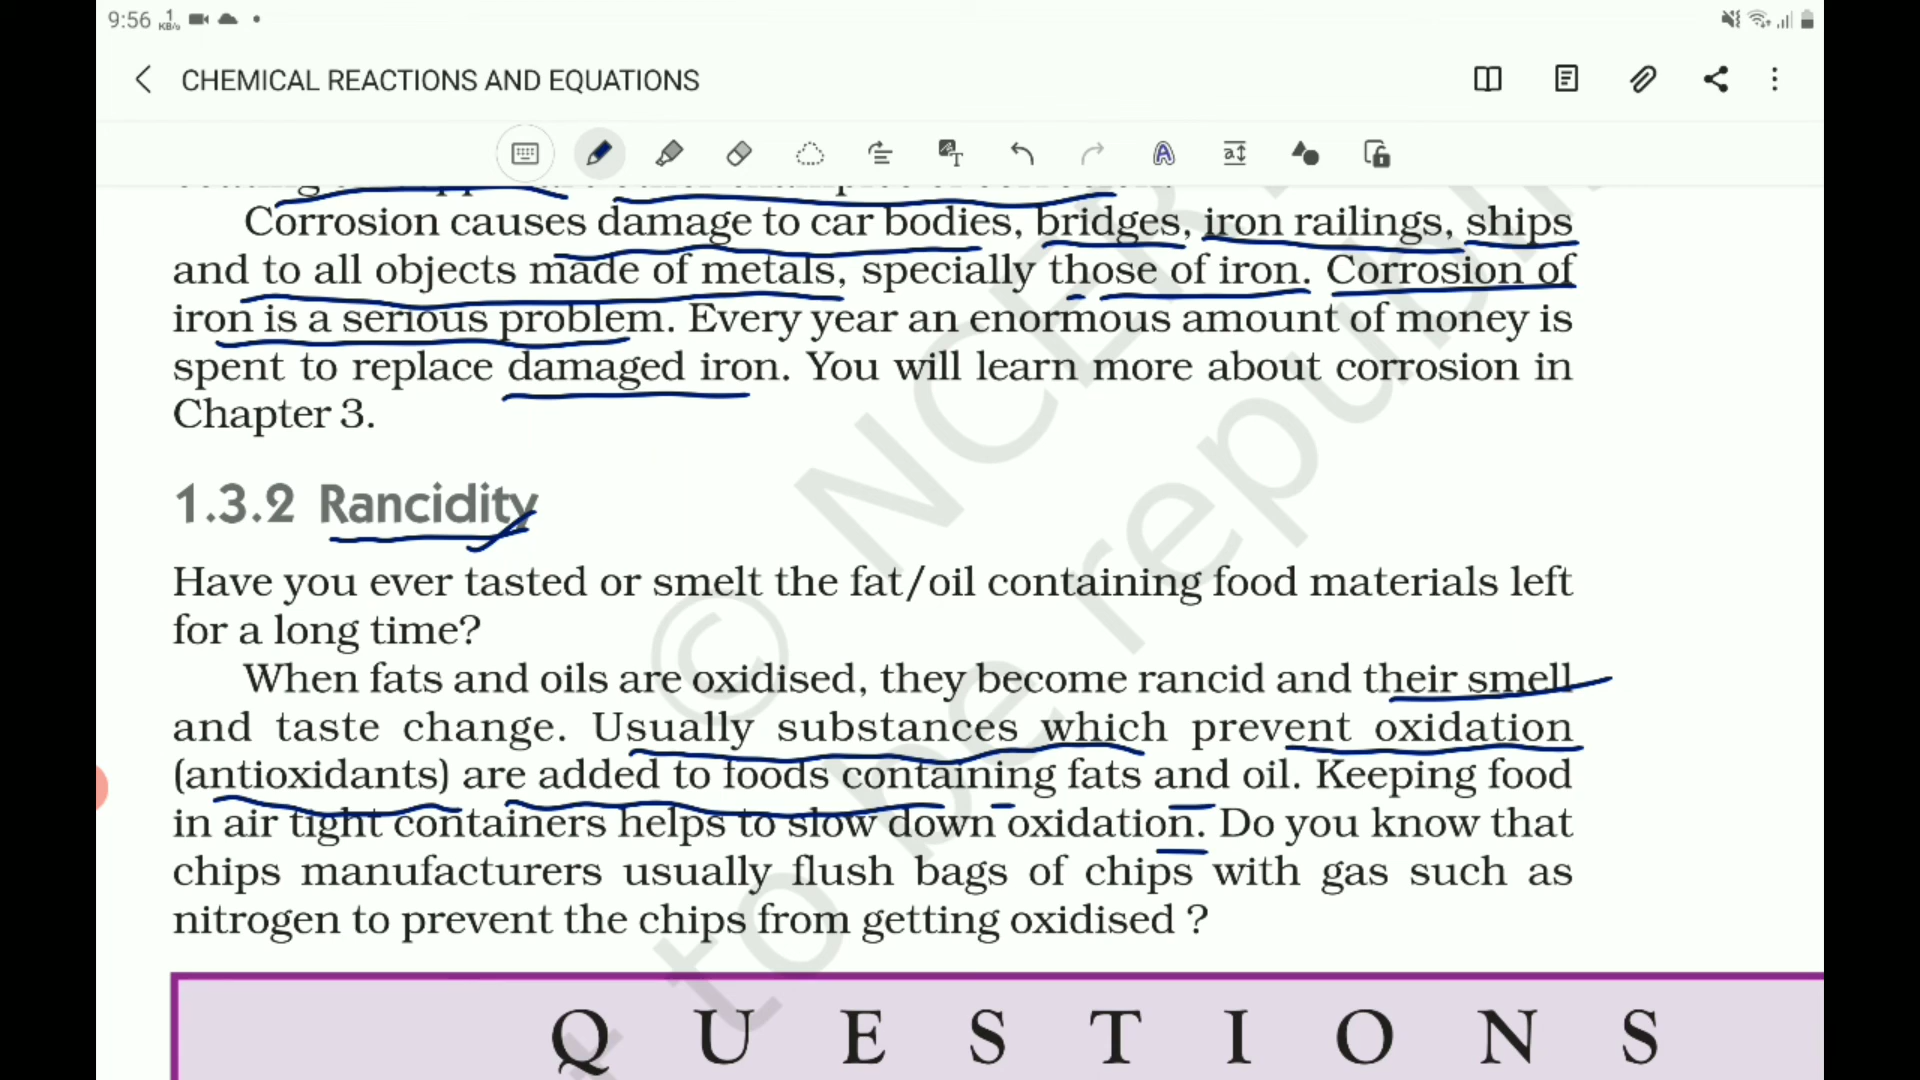 9:56 1 KB/s
CHEMICAL REACTIONS AND EQUATIONS
Corrosion causes damage to car bodies, bridges, iron railings, ships
and to all objects made of metals, specially those of iron. Corrosion of
iron is a serious problem. Every year an enormous amount of money is
spent to replace damaged iron. You will learn more about corrosion in
Chapter 3.
1.3.2 Rancidity
Have you ever tasted or smelt the fat/oil containing food materials left
for a long time?
When fats and oils are oxidised, they become rancid and their smell
and taste change. Usually substances which prevent oxidation
(antioxidants) are added to foods containing fats and oil. Keeping food
in air tight containers helps to slow down oxidation. Do you know that
chips manufacturers usually flush bags of chips with gas such as
nitrogen to prevent the chips from getting oxidised ?
QUESTIONS